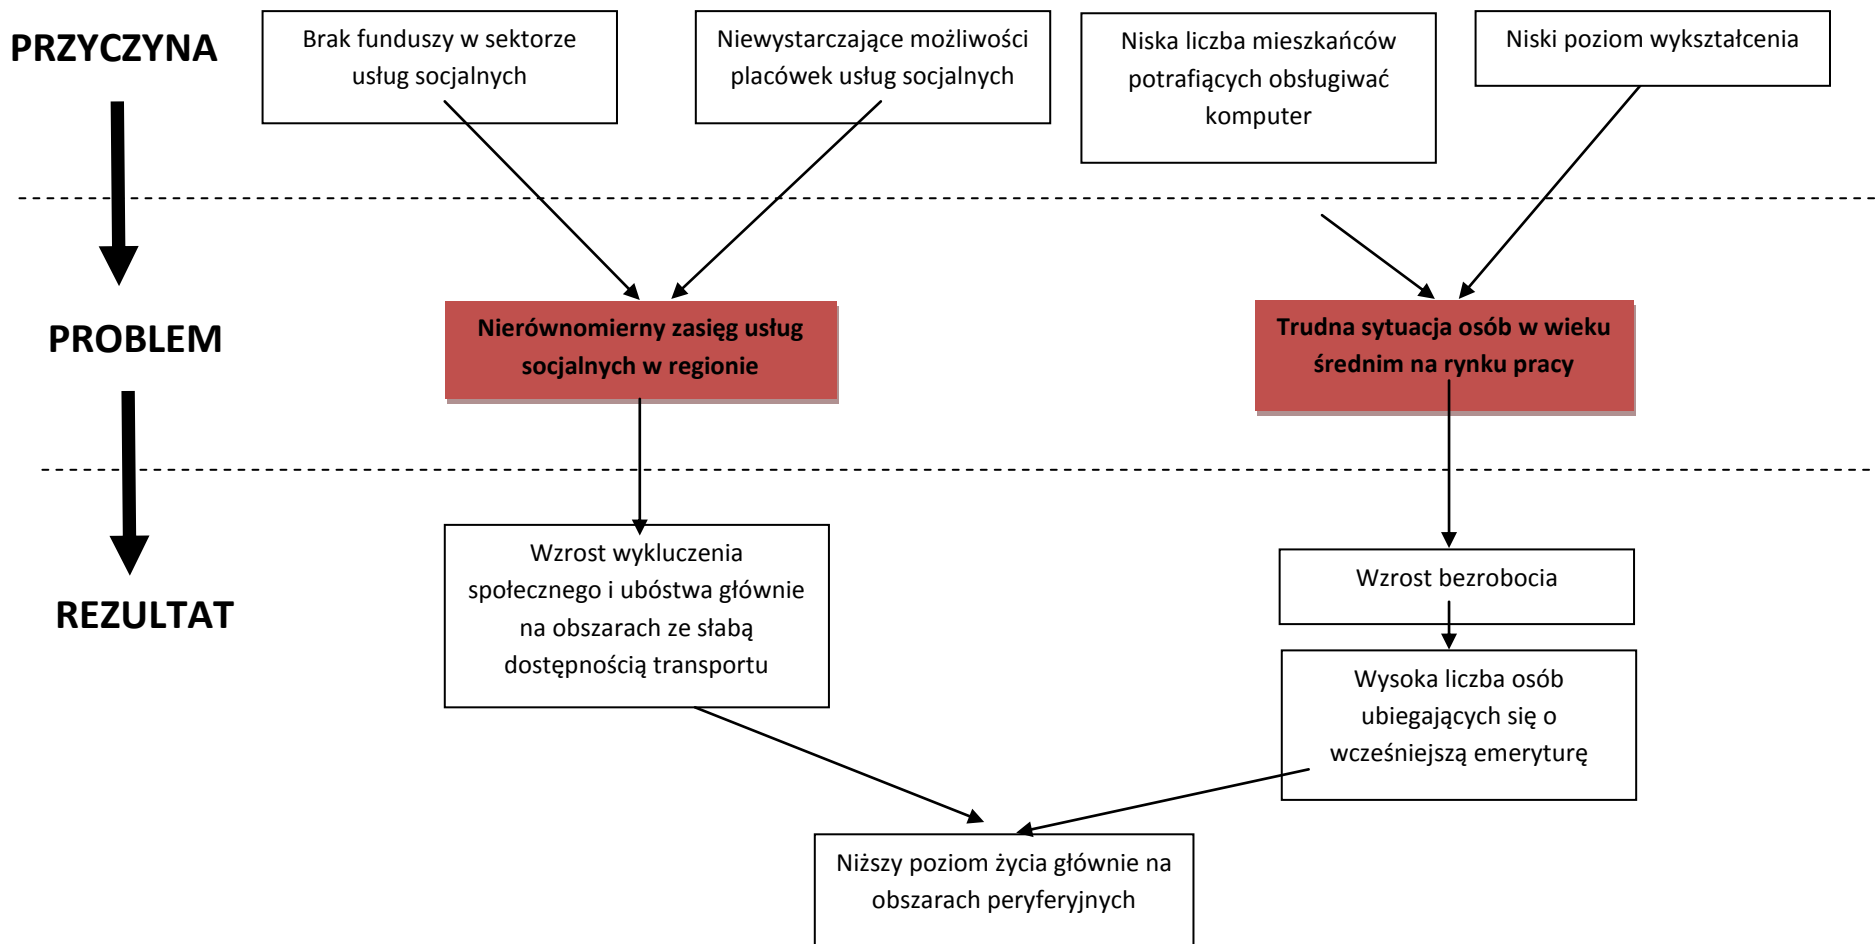 PRZYCZYNA
Brak funduszy w sektorze
usług socjalnych
Niewystarczające możliwości
placówek usług socjalnych
Niska liczba mieszkańców
potrafiących obsługiwać
komputer
Niski poziom wykształcenia
PROBLEM
Nierównomierny zasięg usług
socjalnych w regionie
Trudna sytuacja osób w wieku
średnim na rynku pracy
REZULTAT
Wzrost wykluczenia
społecznego i ubóstwa głównie
na obszarach ze słabą
dostępnością transportu
Wzrost bezrobocia
Wysoka liczba osób
ubiegających się o
wcześniejszą emeryturę
Niższy poziom życia głównie na
obszarach peryferyjnych